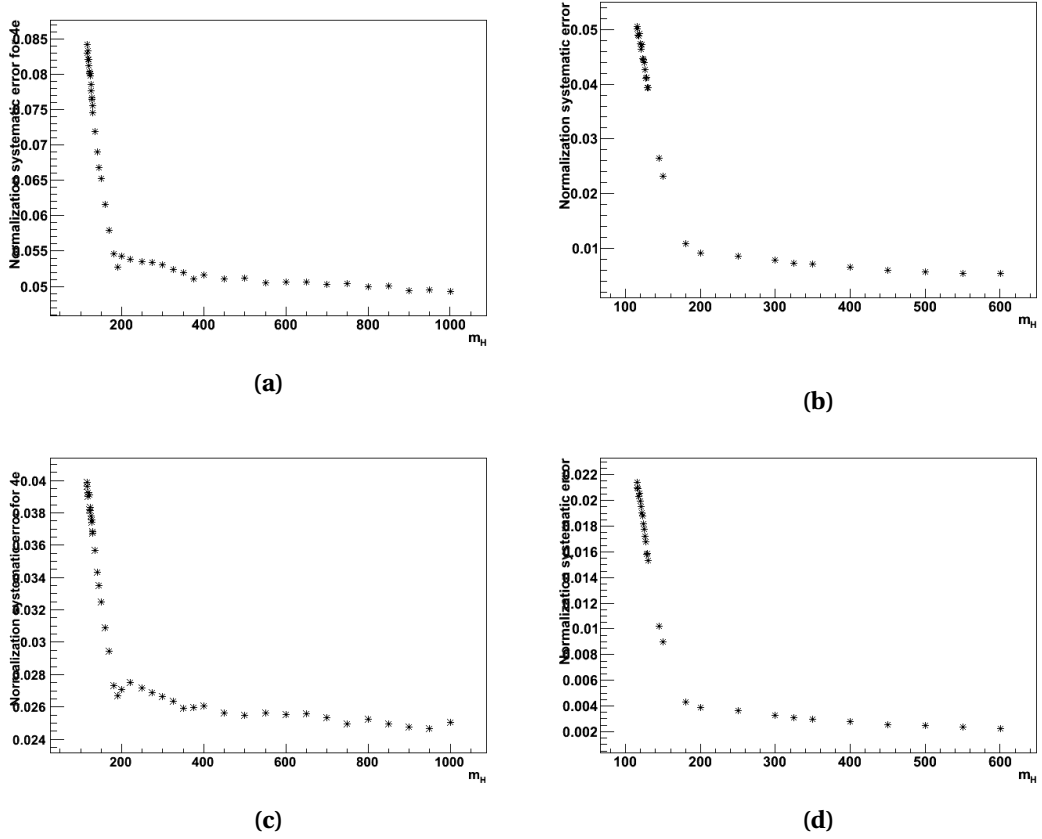 Normalization systematic error for 4e
0.085
0.08
0.075
0.07
0.065
0.06
0.055
0.05
200 400 600 800 1000
m_H
(a)
Normalization systematic error
0.05
0.04
0.03
0.02
0.01
100 200 300 400 500 600
m_H
(b)
Normalization systematic error for 4e
0.04
0.038
0.036
0.034
0.032
0.03
0.028
0.026
0.024
200 400 600 800 1000
m_H
(c)
Normalization systematic error
0.022
0.02
0.018
0.016
0.014
0.012
0.01
0.008
0.006
0.004
0.002
100 200 300 400 500 600
m_H
(d)